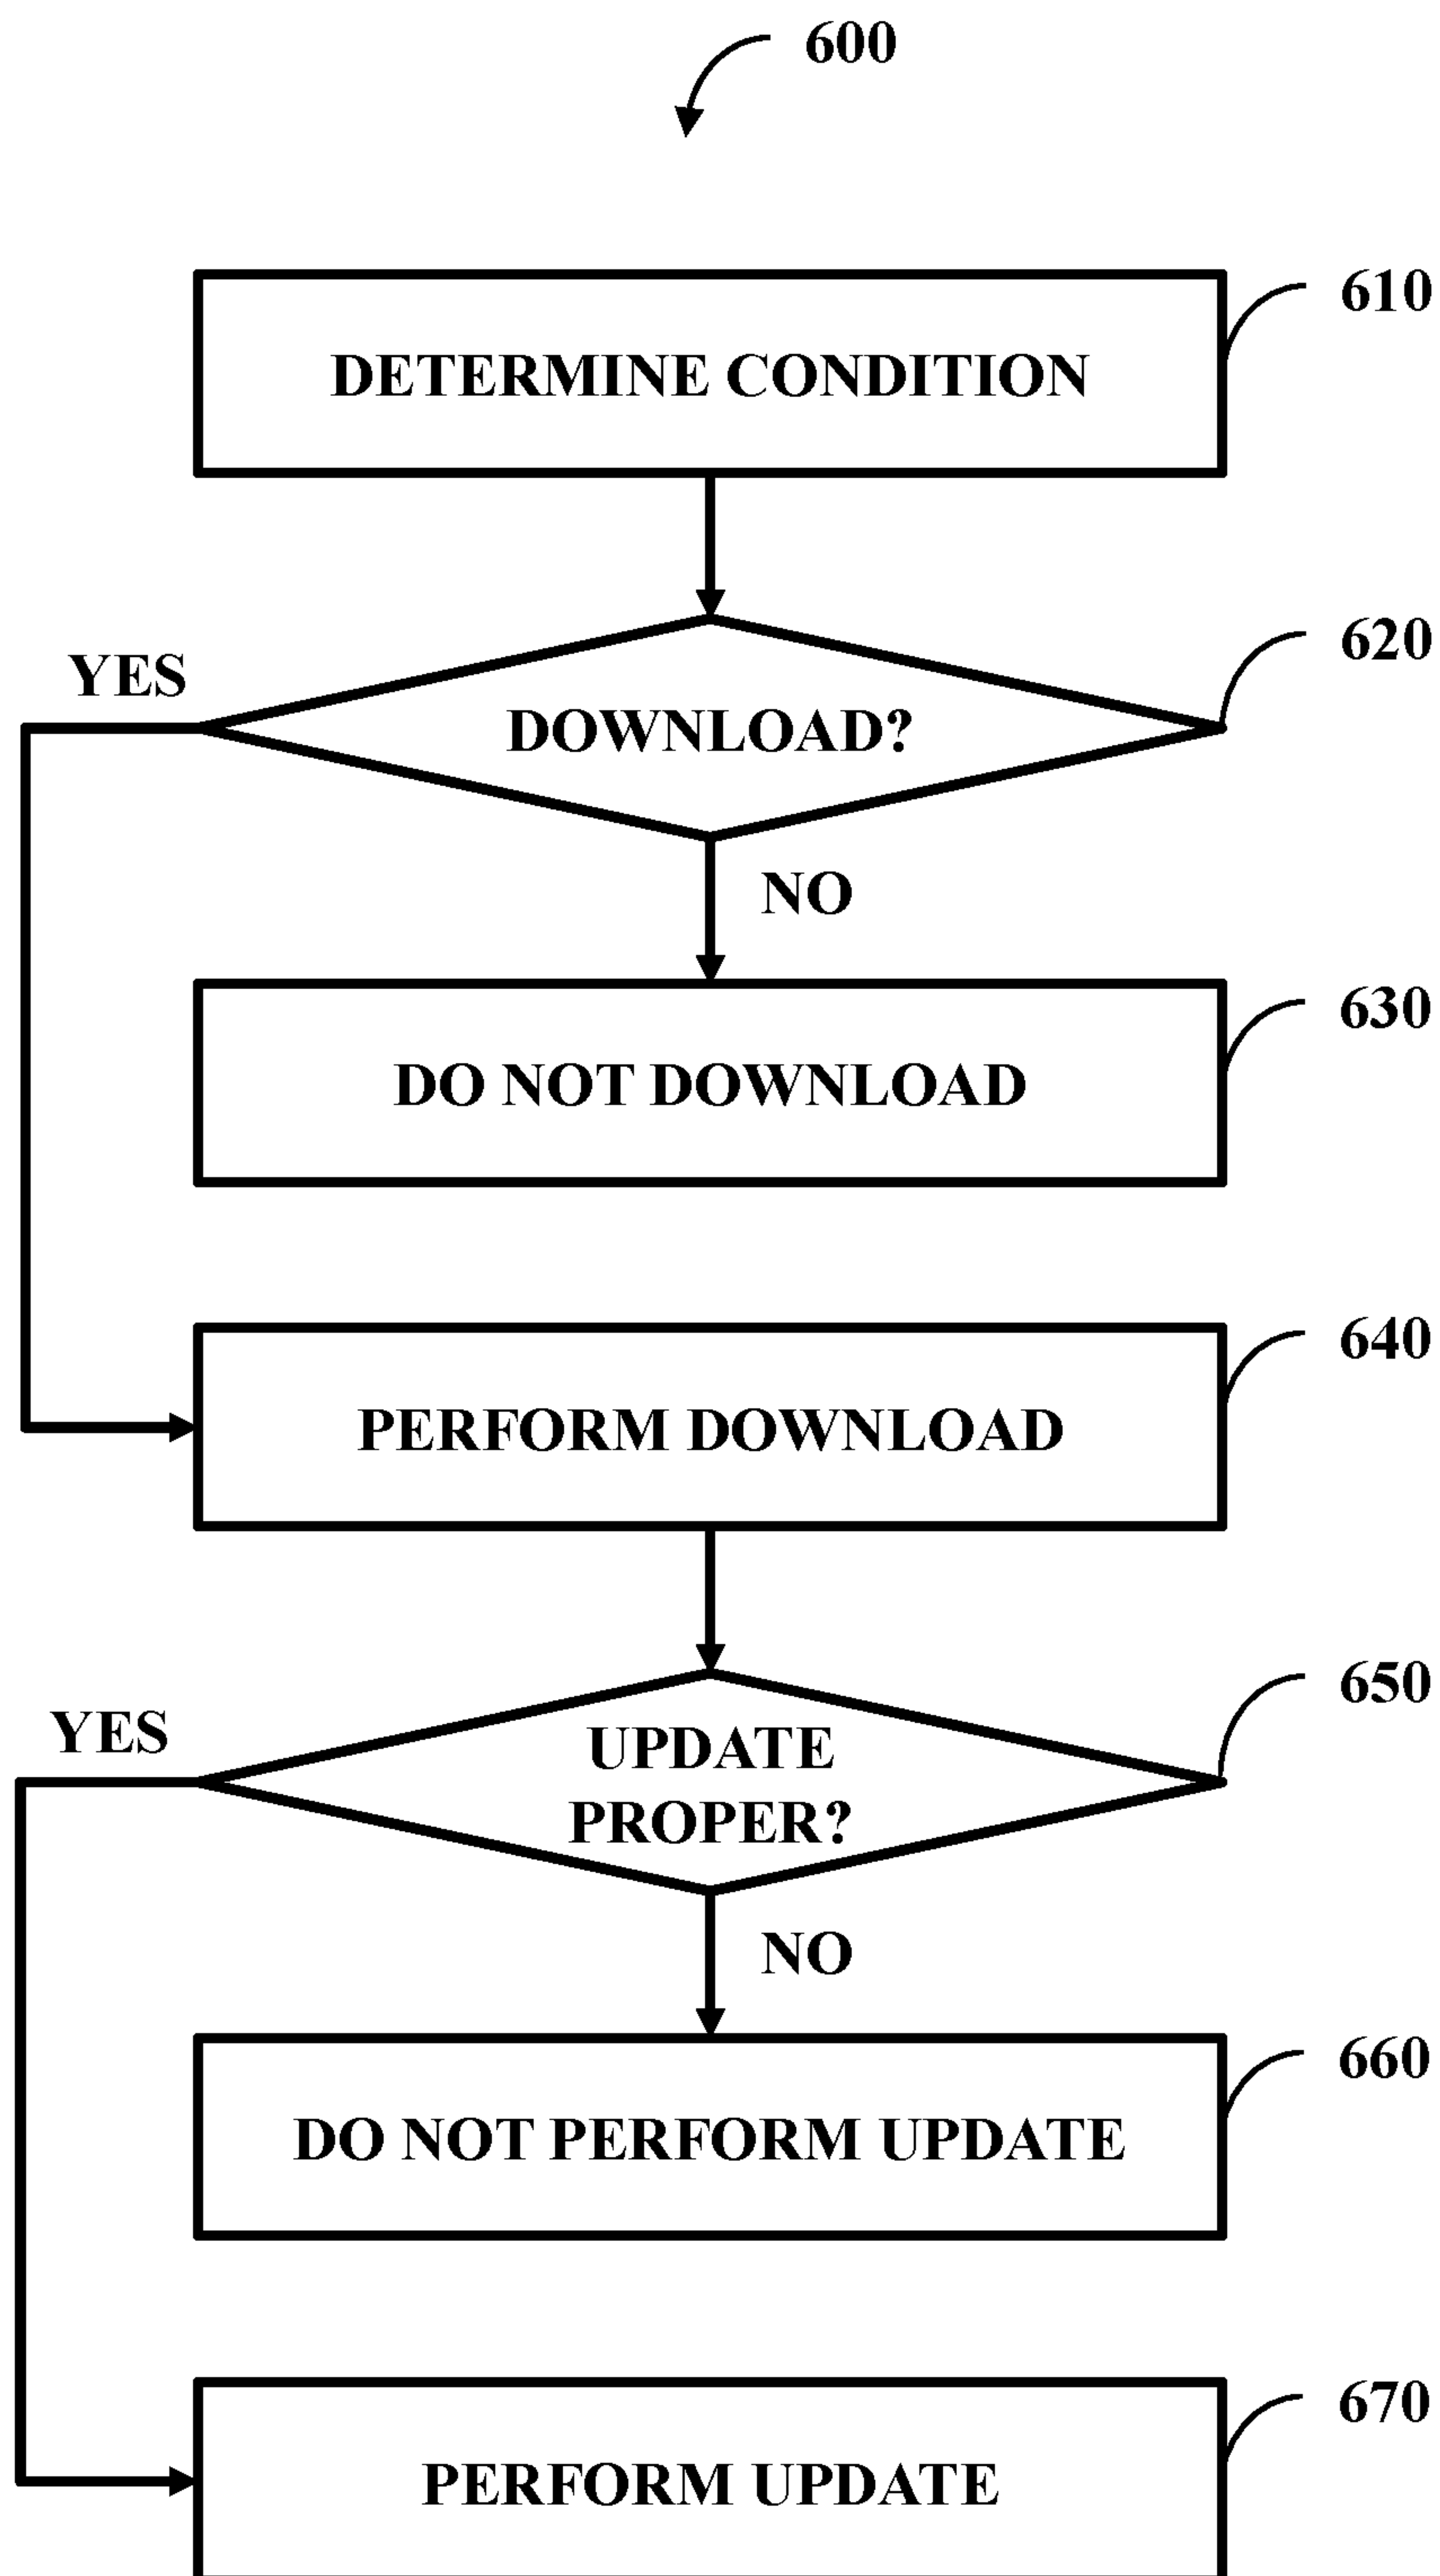 600
DETERMINE CONDITION
610
YES
DOWNLOAD?
620
NO
DO NOT DOWNLOAD
630
PERFORM DOWNLOAD
640
YES
UPDATE
PROPER?
650
NO
DO NOT PERFORM UPDATE
660
PERFORM UPDATE
670